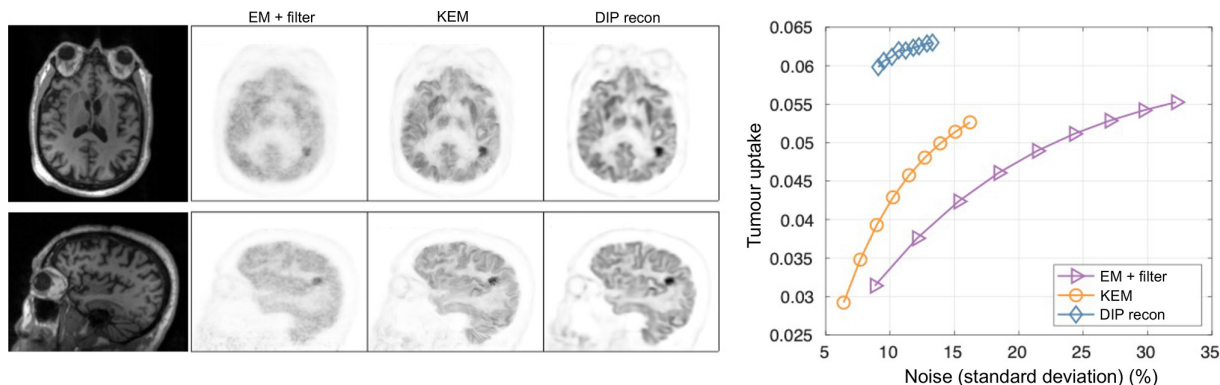 EM + filter
KEM
DIP recon
0.065
0.06
0.055
0.05
0.045
0.04
0.035
0.03
0.025
Tumour uptake
EM + filter
KEM
DIP recon
5
10
15
20
25
30
35
Noise (standard deviation) (%)